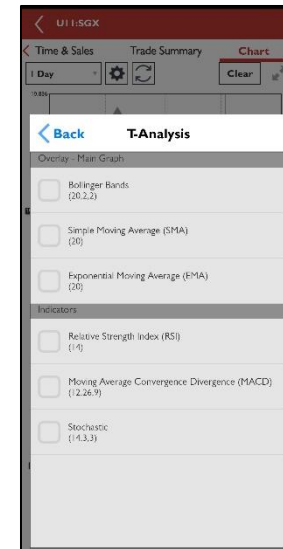 U11:SGX
Time & Sales Trade Summary Chart
1 Day Clear
Back T-Analysis
Overlay - Main Graph
Bollinger Bands
(20,2,2)
Simple Moving Average (SMA)
(20)
Exponential Moving Average (EMA)
(20)
Indicators
Relative Strength Index (RSI)
(14)
Moving Average Convergence Divergence (MACD)
(12,26,9)
Stochastic
(14,3,3)